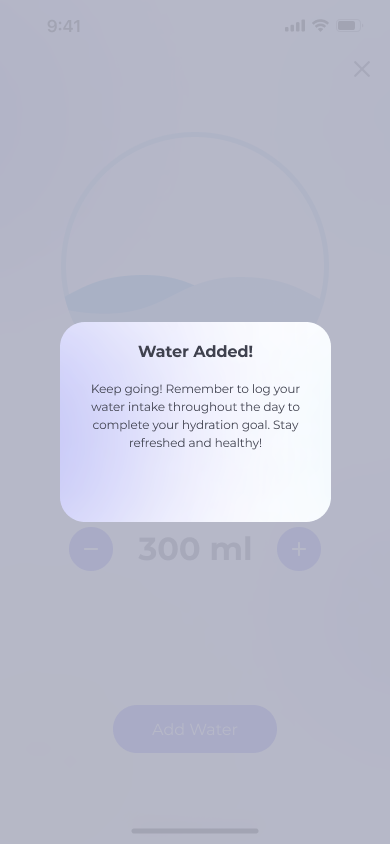 9:41
Water Added!
Keep going! Remember to log your
water intake throughout the day to
complete your hydration goal. Stay
refreshed and healthy!
300 ml
Add Water